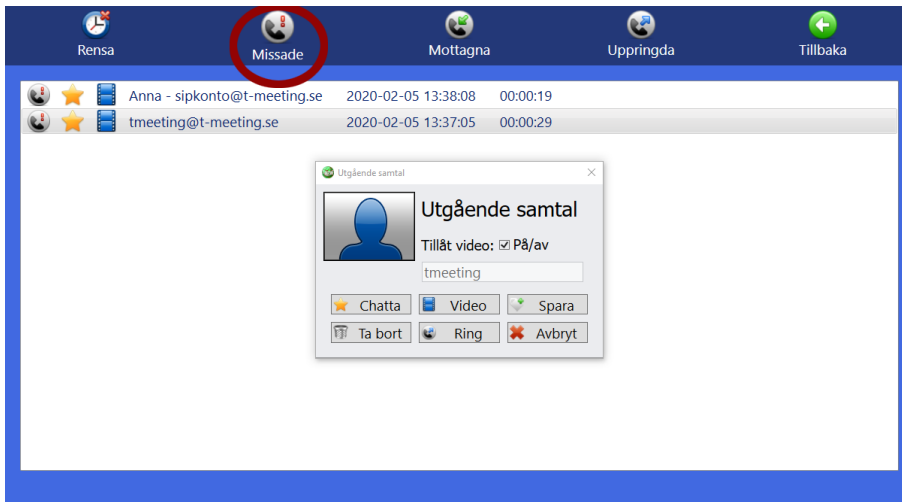 Rensa Missade Mottagna Uppringda Tillbaka
Anna - sipkonto@t-meeting.se 2020-02-05 13:38:08 00:00:19
tmeeting@t-meeting.se 2020-02-05 13:37:05 00:00:29
Utgående samtal
Utgående samtal
Tillåt video: På/av
tmeeting
Chatta Video Spara
Ta bort Ring Avbryt